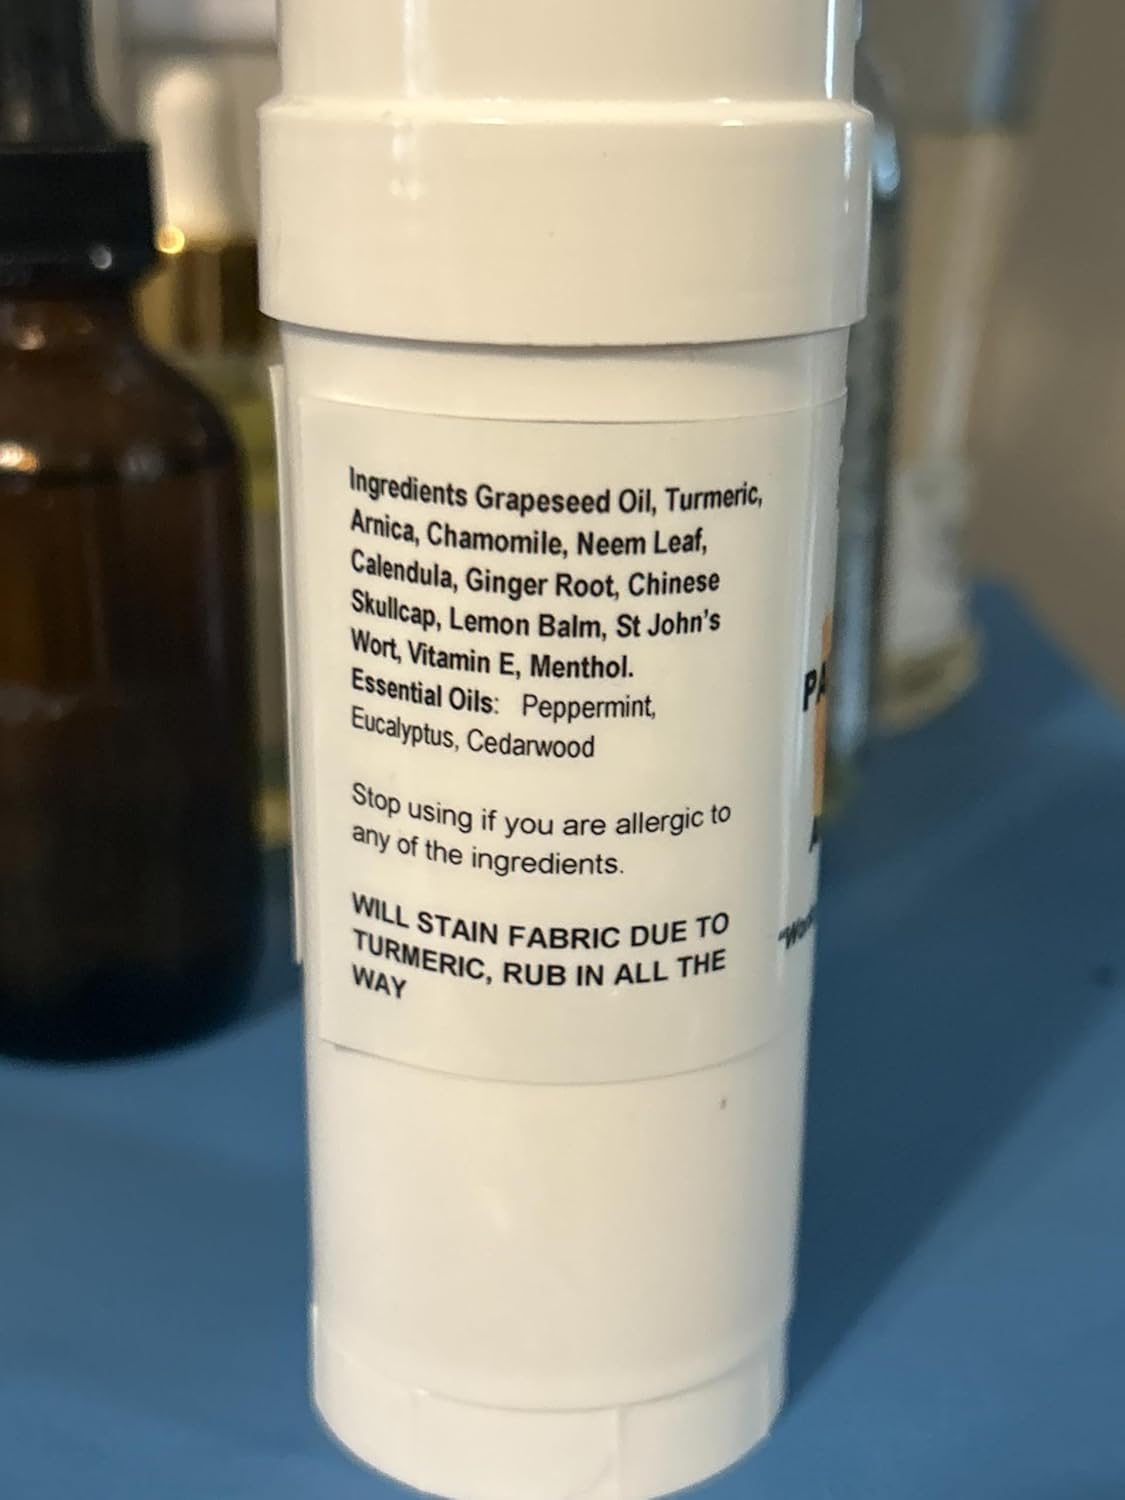 Ingredients Grapeseed Oil, Turmeric,
Arnica, Chamomile, Neem Leaf,
Calendula, Ginger Root, Chinese
Skullcap, Lemon Balm, St John's
Wort, Vitamin E, Menthol.
Essential Oils: Peppermint,
Eucalyptus, Cedarwood
Stop using if you are allergic to
any of the ingredients.
WILL STAIN FABRIC DUE TO
TURMERIC, RUB IN ALL THE
WAY